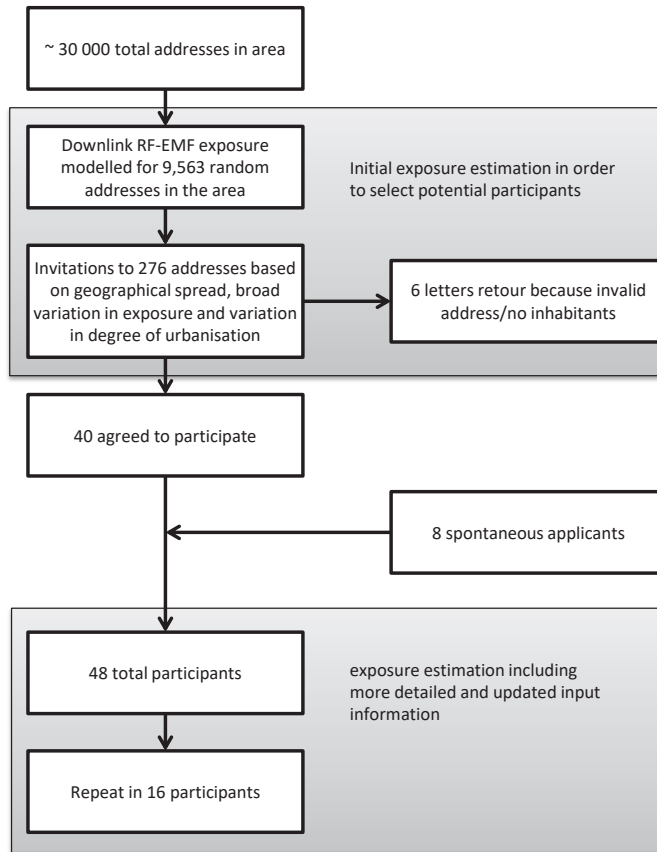 ~ 30 000 total addresses in area
Downlink RF-EMF exposure
modelled for 9,563 random
addresses in the area
Initial exposure estimation in order
to select potential participants
Invitations to 276 addresses based
on geographical spread, broad
variation in exposure and variation
in degree of urbanisation
6 letters retour because invalid
address/no inhabitants
40 agreed to participate
8 spontaneous applicants
48 total participants
exposure estimation including
more detailed and updated input
information
Repeat in 16 participants